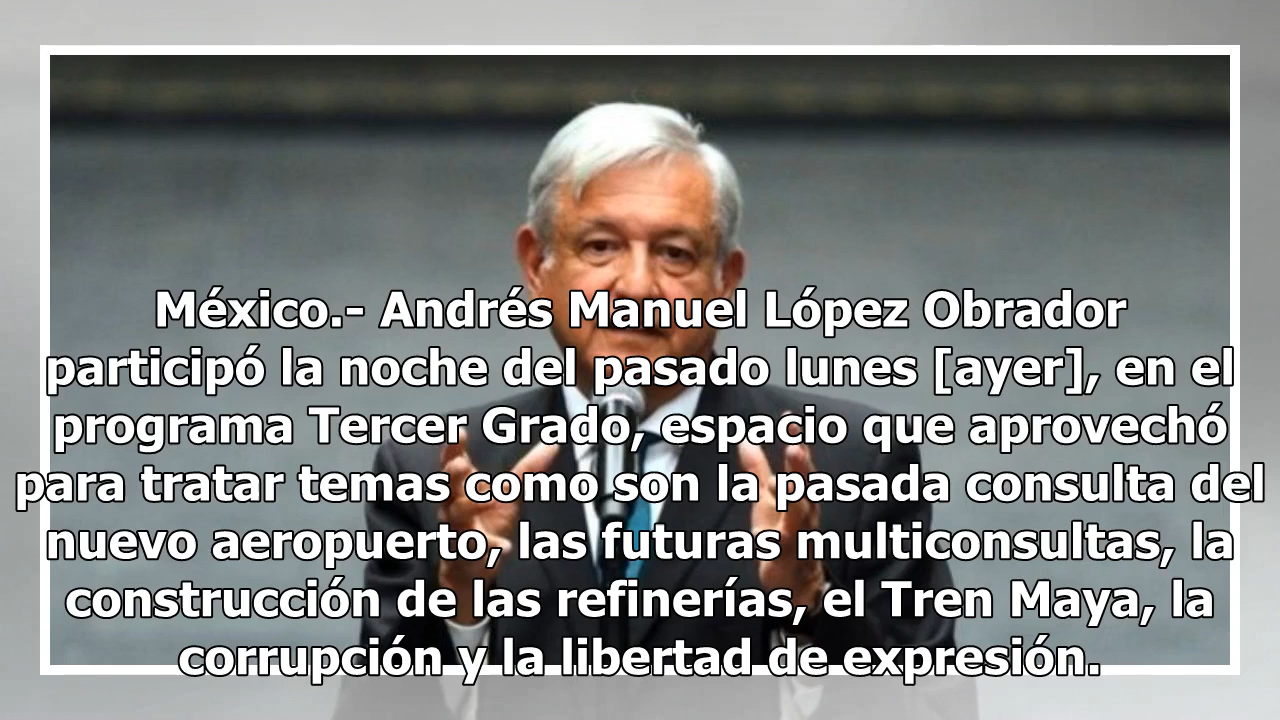 México.- Andrés Manuel López Obrador
participó la noche del pasado lunes [ayer], en el
programa Tercer Grado, espacio que aprovechó
para tratar temas como son la pasada consulta del
nuevo aeropuerto, las futuras multiconsultas, la
construcción de las refinerías, el Tren Maya, la
corrupción y la libertad de expresión.